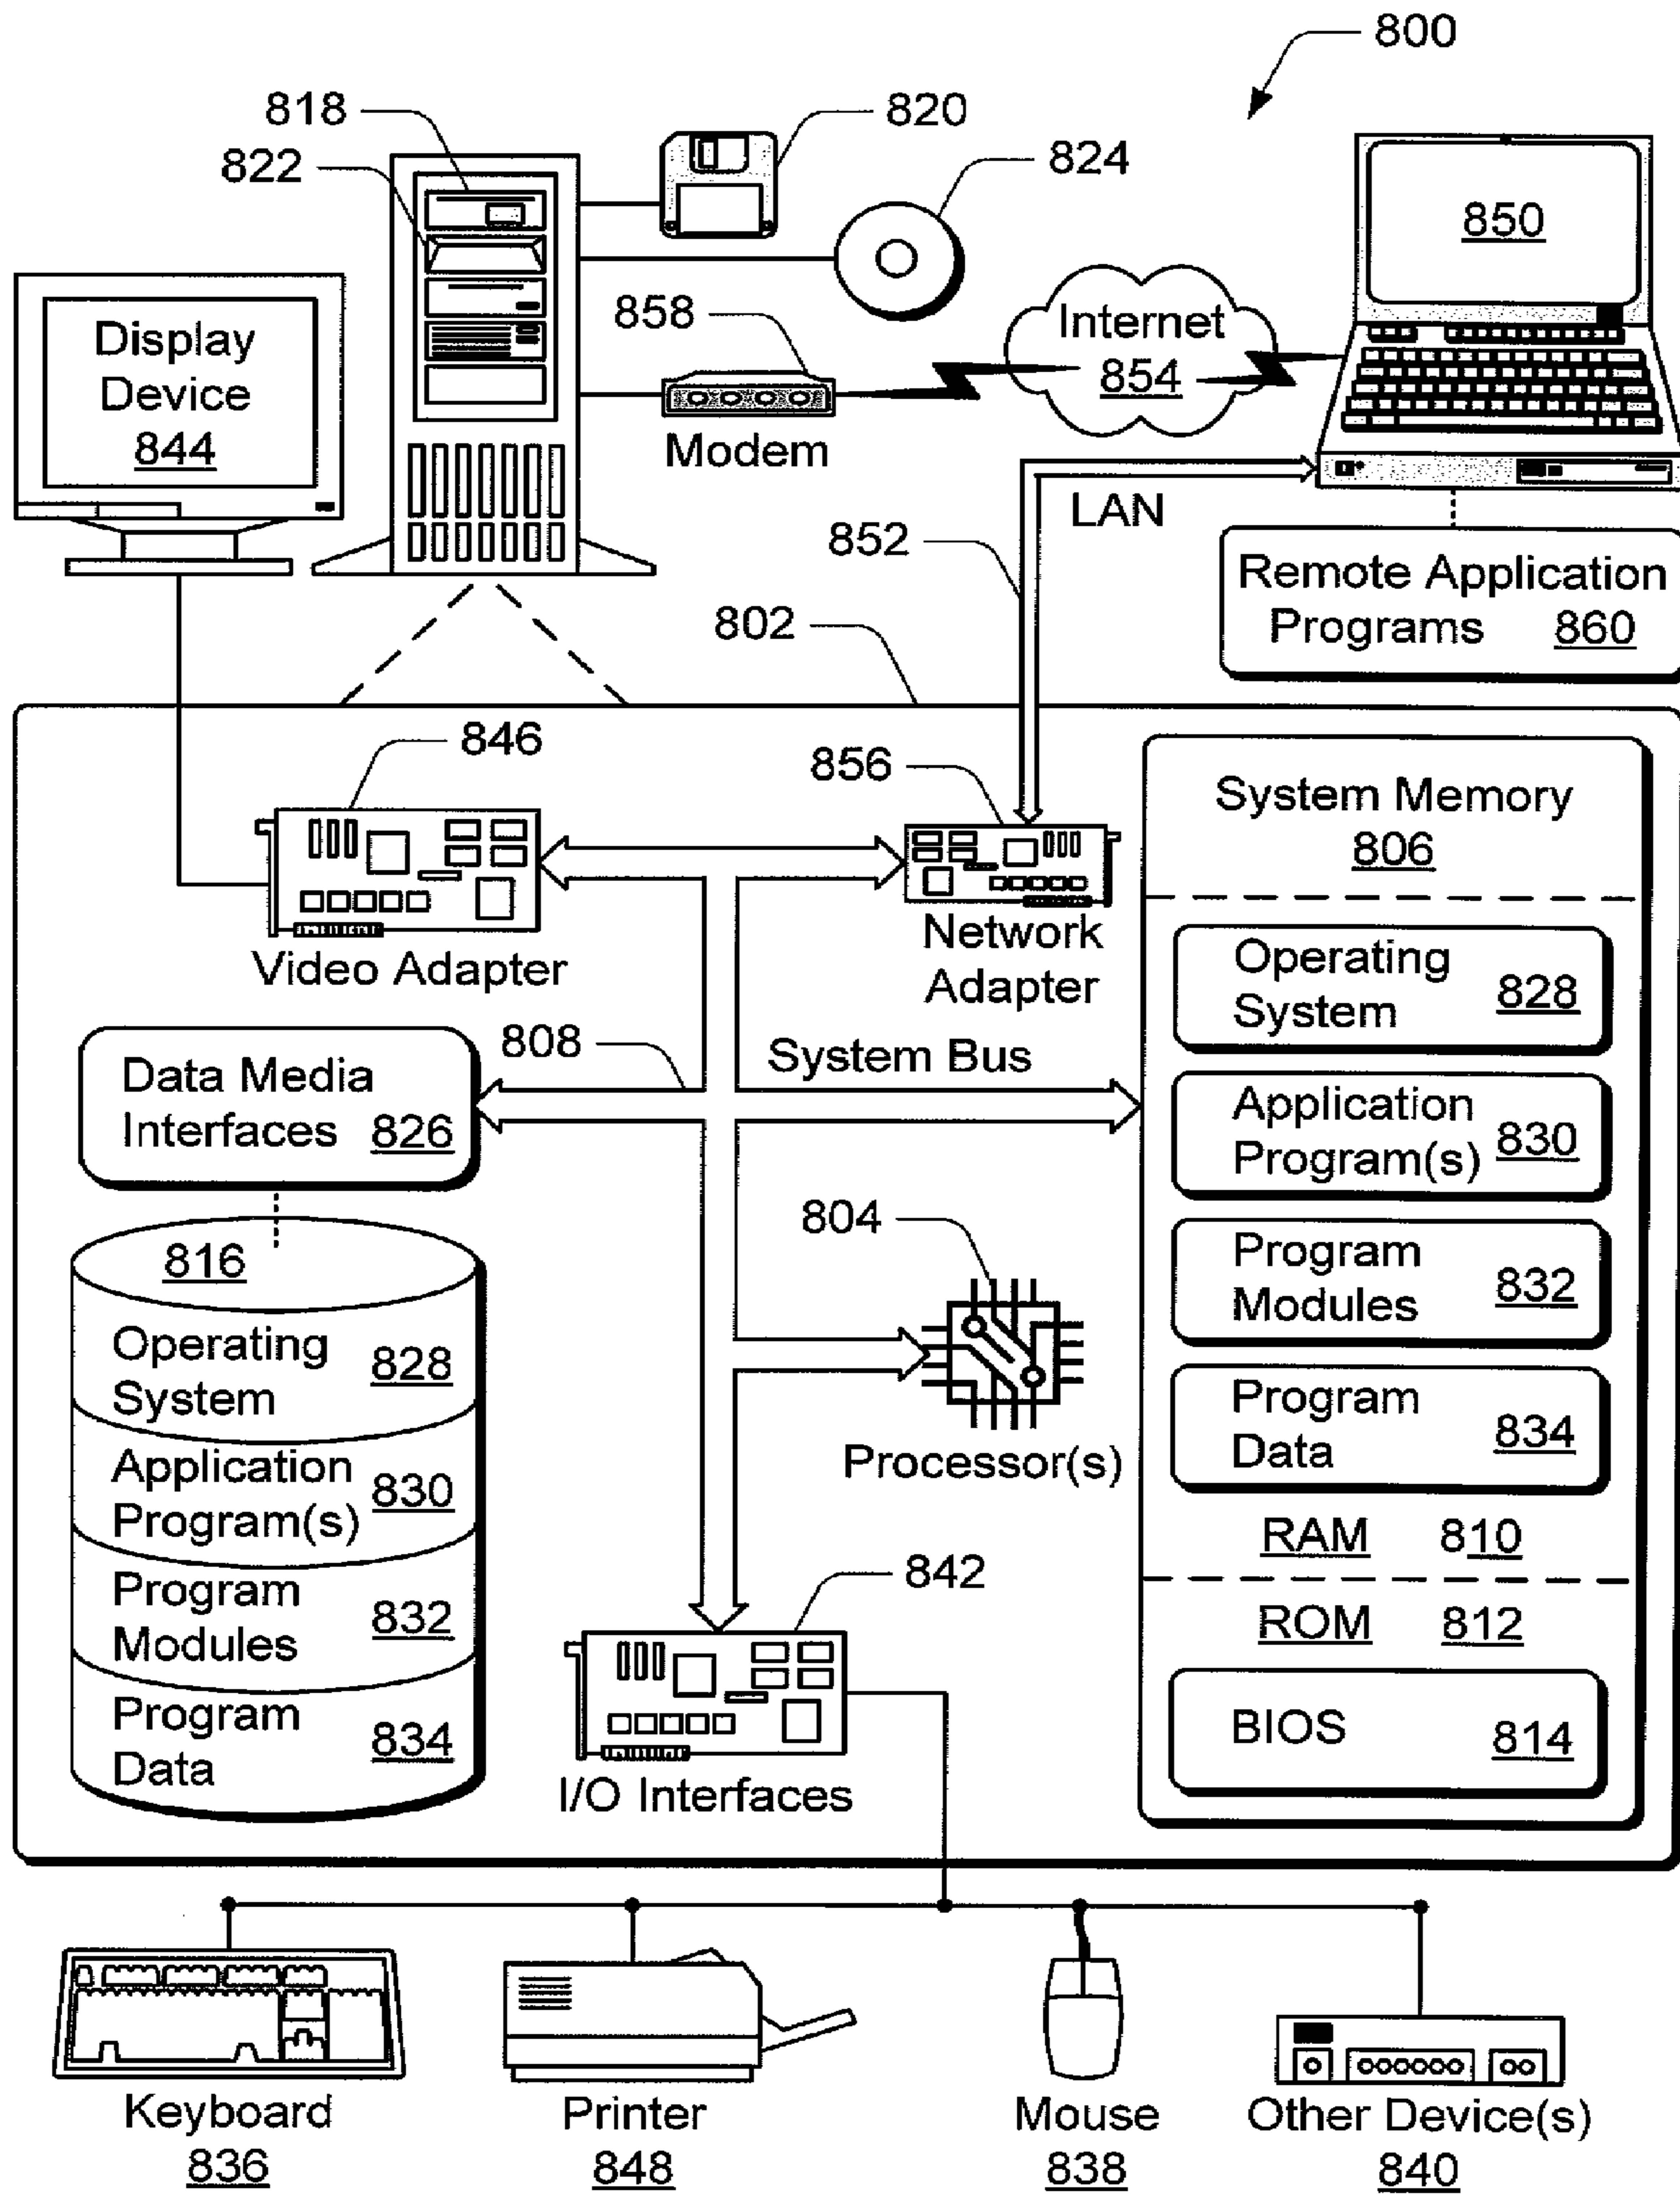 800
818
820
822
824
850
858
Internet
854
Display
Device
844
Modem
LAN
852
Remote Application
Programs 860
802
846
856
System Memory
806
Video Adapter
Network
Adapter
Operating
System 828
808
System Bus
Data Media
Interfaces 826
Application
Program(s) 830
804
Program
Modules 832
816
Operating
System 828
Program
Data 834
Processor(s)
Application
Program(s) 830
RAM 810
842
Program
Modules 832
ROM 812
Program
Data 834
BIOS 814
I/O Interfaces
Keyboard
836
Printer
848
Mouse
838
Other Device(s)
840